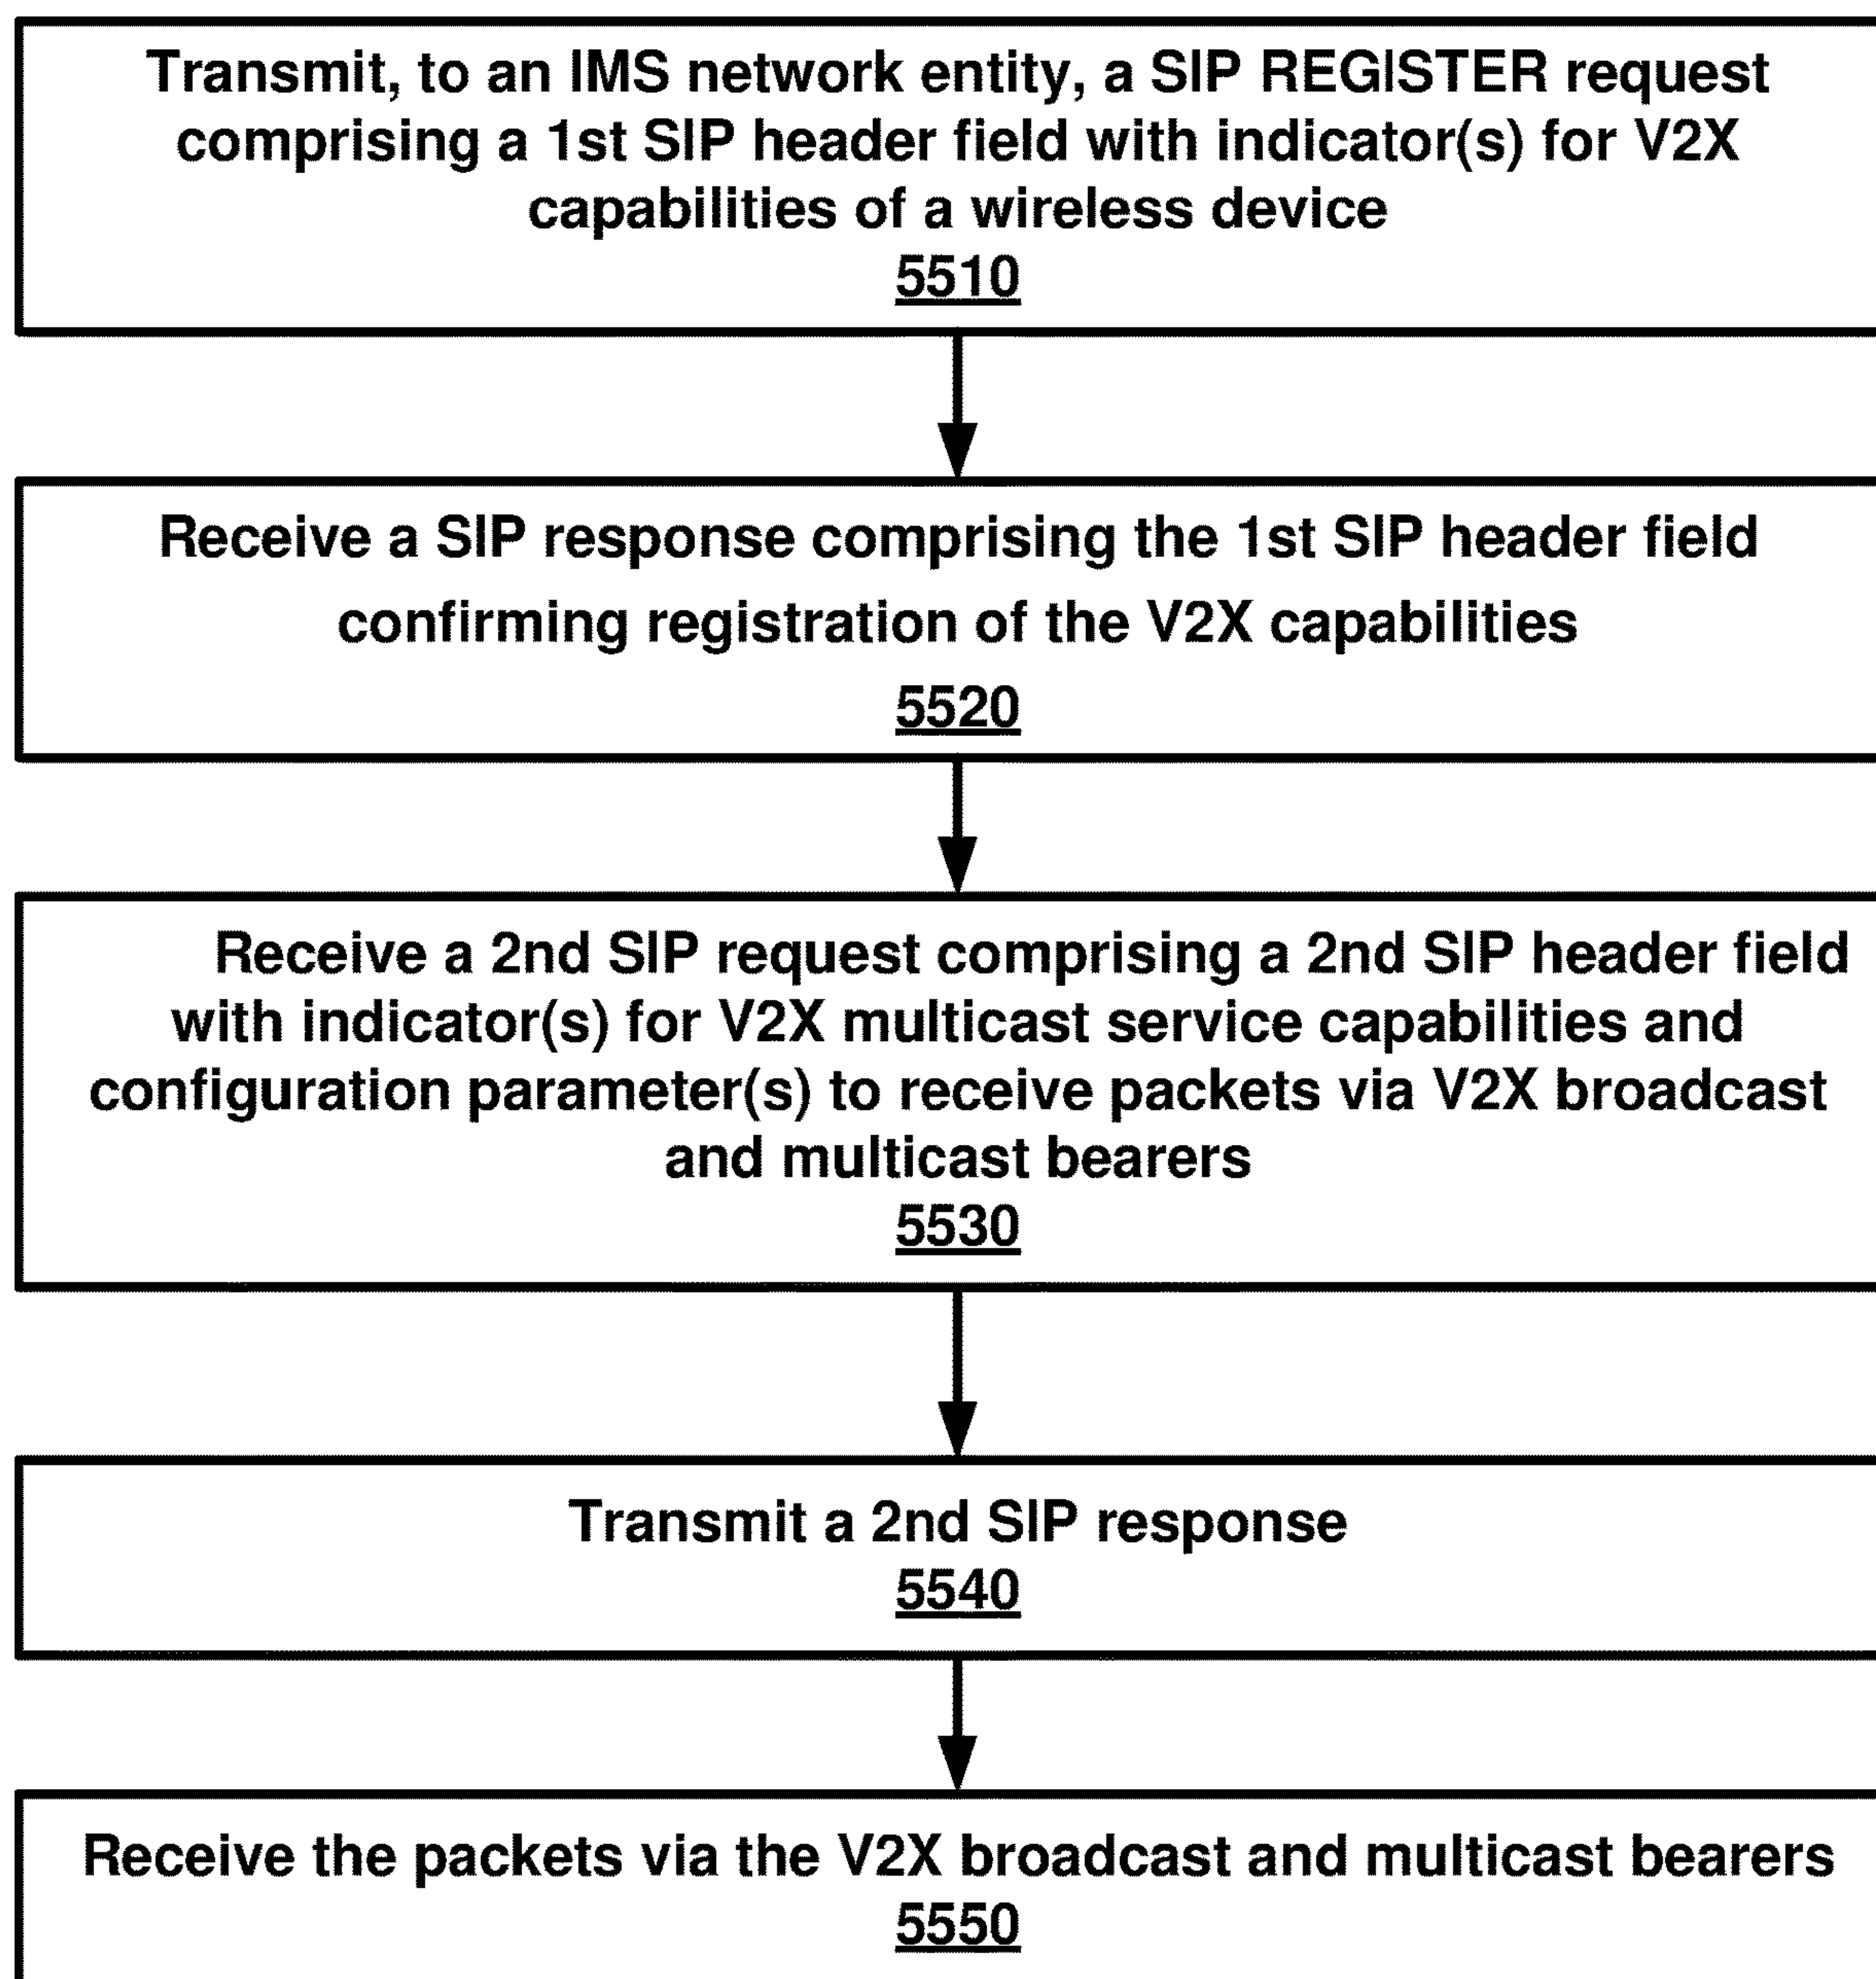 Transmit, to an IMS network entity, a SIP REGISTER request
comprising a 1st SIP header field with indicator(s) for V2X
capabilities of a wireless device
5510
Receive a SIP response comprising the 1st SIP header field
confirming registration of the V2X capabilities
5520
Receive a 2nd SIP request comprising a 2nd SIP header field
with indicator(s) for V2X multicast service capabilities and
configuration parameter(s) to receive packets via V2X broadcast
and multicast bearers
5530
Transmit a 2nd SIP response
5540
Receive the packets via the V2X broadcast and multicast bearers
5550